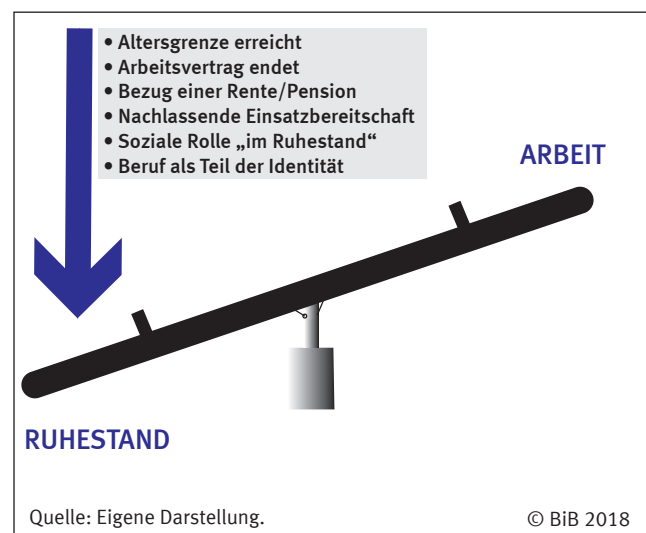 • Altersgrenze erreicht
• Arbeitsvertrag endet
• Bezug einer Rente/Pension
• Nachlassende Einsatzbereitschaft
• Soziale Rolle „im Ruhestand“
• Beruf als Teil der Identität
ARBEIT
RUHESTAND
Quelle: Eigene Darstellung.
© BiB 2018